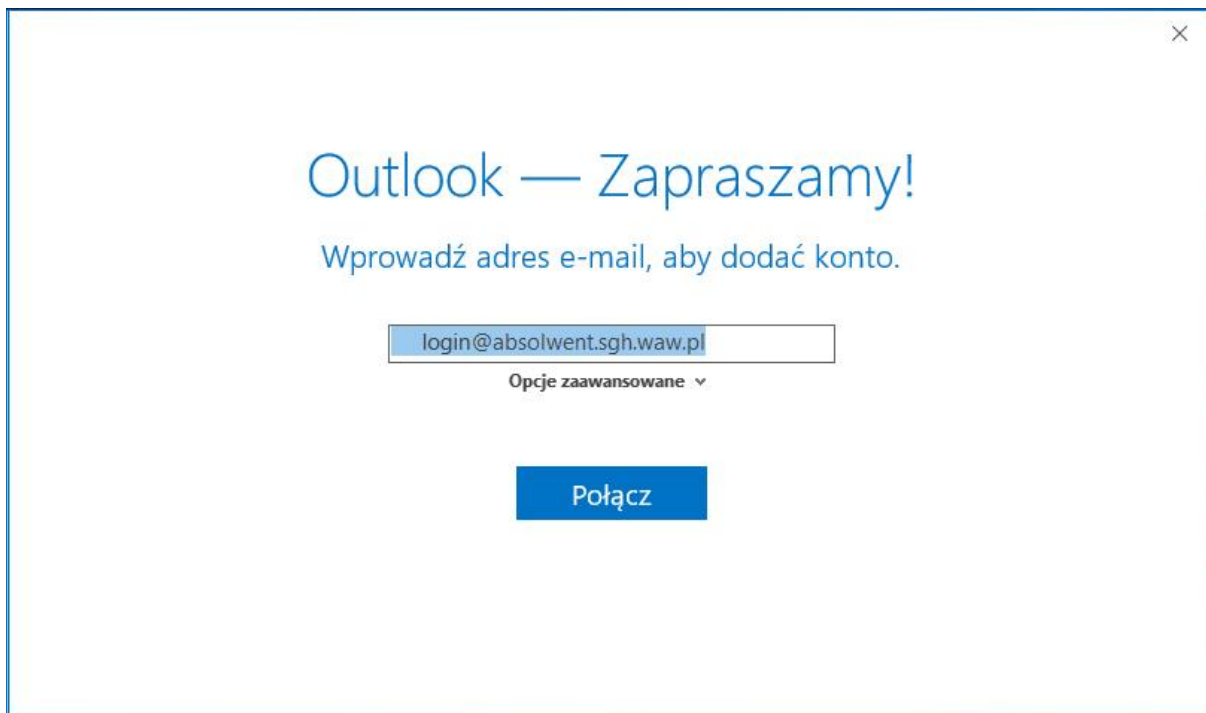 Outlook — Zapraszamy!
Wprowadź adres e-mail, aby dodać konto.
login@absolwent.sgh.waw.pl
Opcje zaawansowane
Połącz